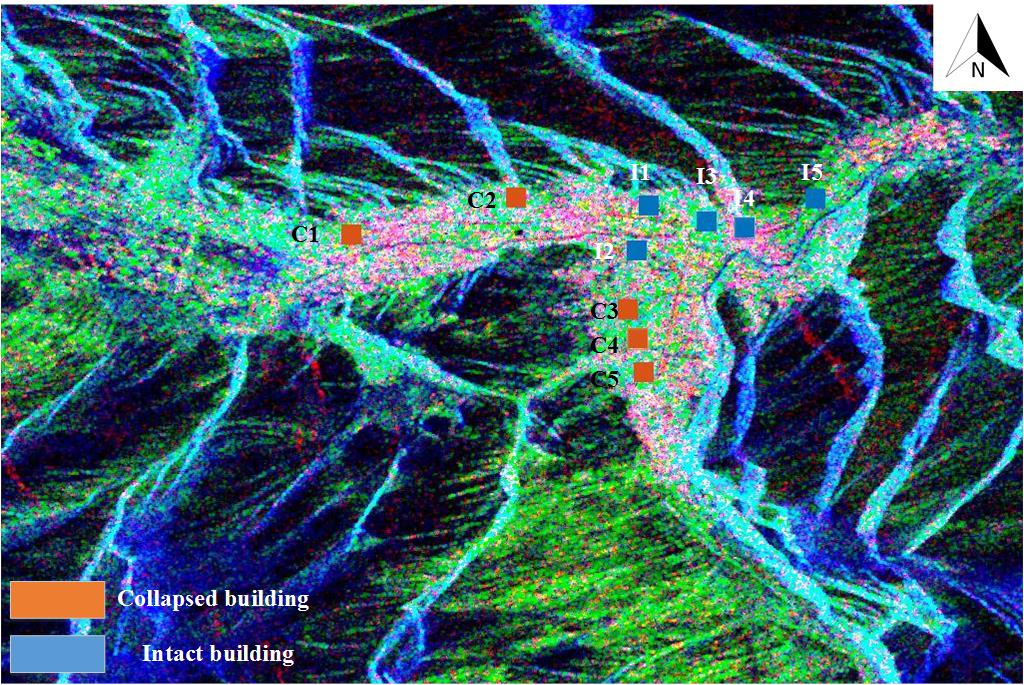 N
I1
I3
I5
C2
I4
C1
I2
C3
C4
C5
Collapsed building
Intact building